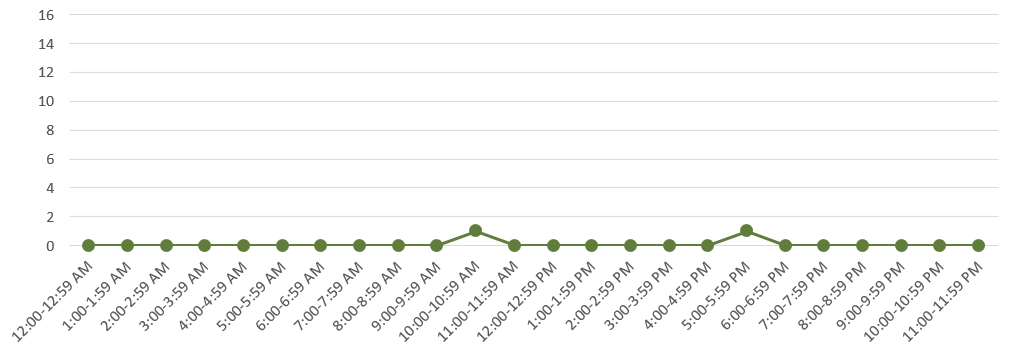 16
14
12
10
8
6
4
2
0
12:00-12:59 AM
1:00-1:59 AM
2:00-2:59 AM
3:00-3:59 AM
4:00-4:59 AM
5:00-5:59 AM
6:00-6:59 AM
7:00-7:59 AM
8:00-8:59 AM
9:00-9:59 AM
10:00-10:59 AM
11:00-11:59 AM
12:00-12:59 PM
1:00-1:59 PM
2:00-2:59 PM
3:00-3:59 PM
4:00-4:59 PM
5:00-5:59 PM
6:00-6:59 PM
7:00-7:59 PM
8:00-8:59 PM
9:00-9:59 PM
10:00-10:59 PM
11:00-11:59 PM